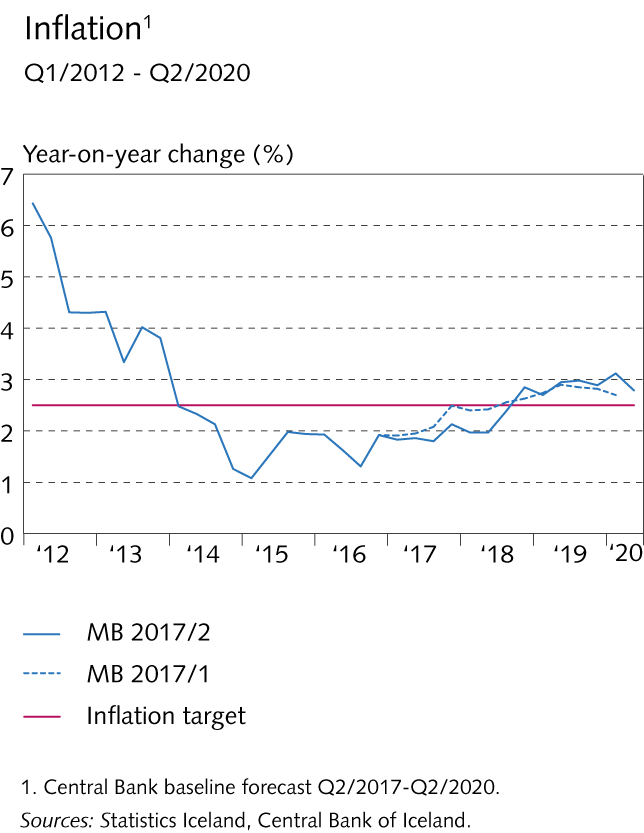 Inflation¹
Q1/2012 - Q2/2020
Year-on-year change (%)
7
6
5
4
3
2
1
0
‘12 ‘13 ‘14 ‘15 ‘16 ‘17 ‘18 ‘19 ‘20
MB 2017/2
MB 2017/1
Inflation target
1. Central Bank baseline forecast Q2/2017-Q2/2020.
Sources: Statistics Iceland, Central Bank of Iceland.